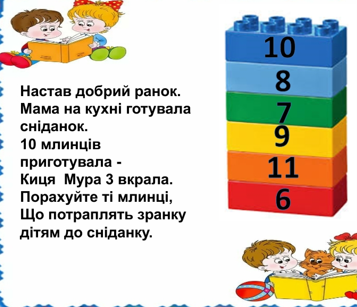 Настав добрий ранок.
Мама на кухні готувала
сніданок.
10 млинців
приготувала -
Киця Мура 3 вкрала.
Порахуйте ті млинці,
Що потраплять зранку
дітям до сніданку.
10
8
7
9
11
6